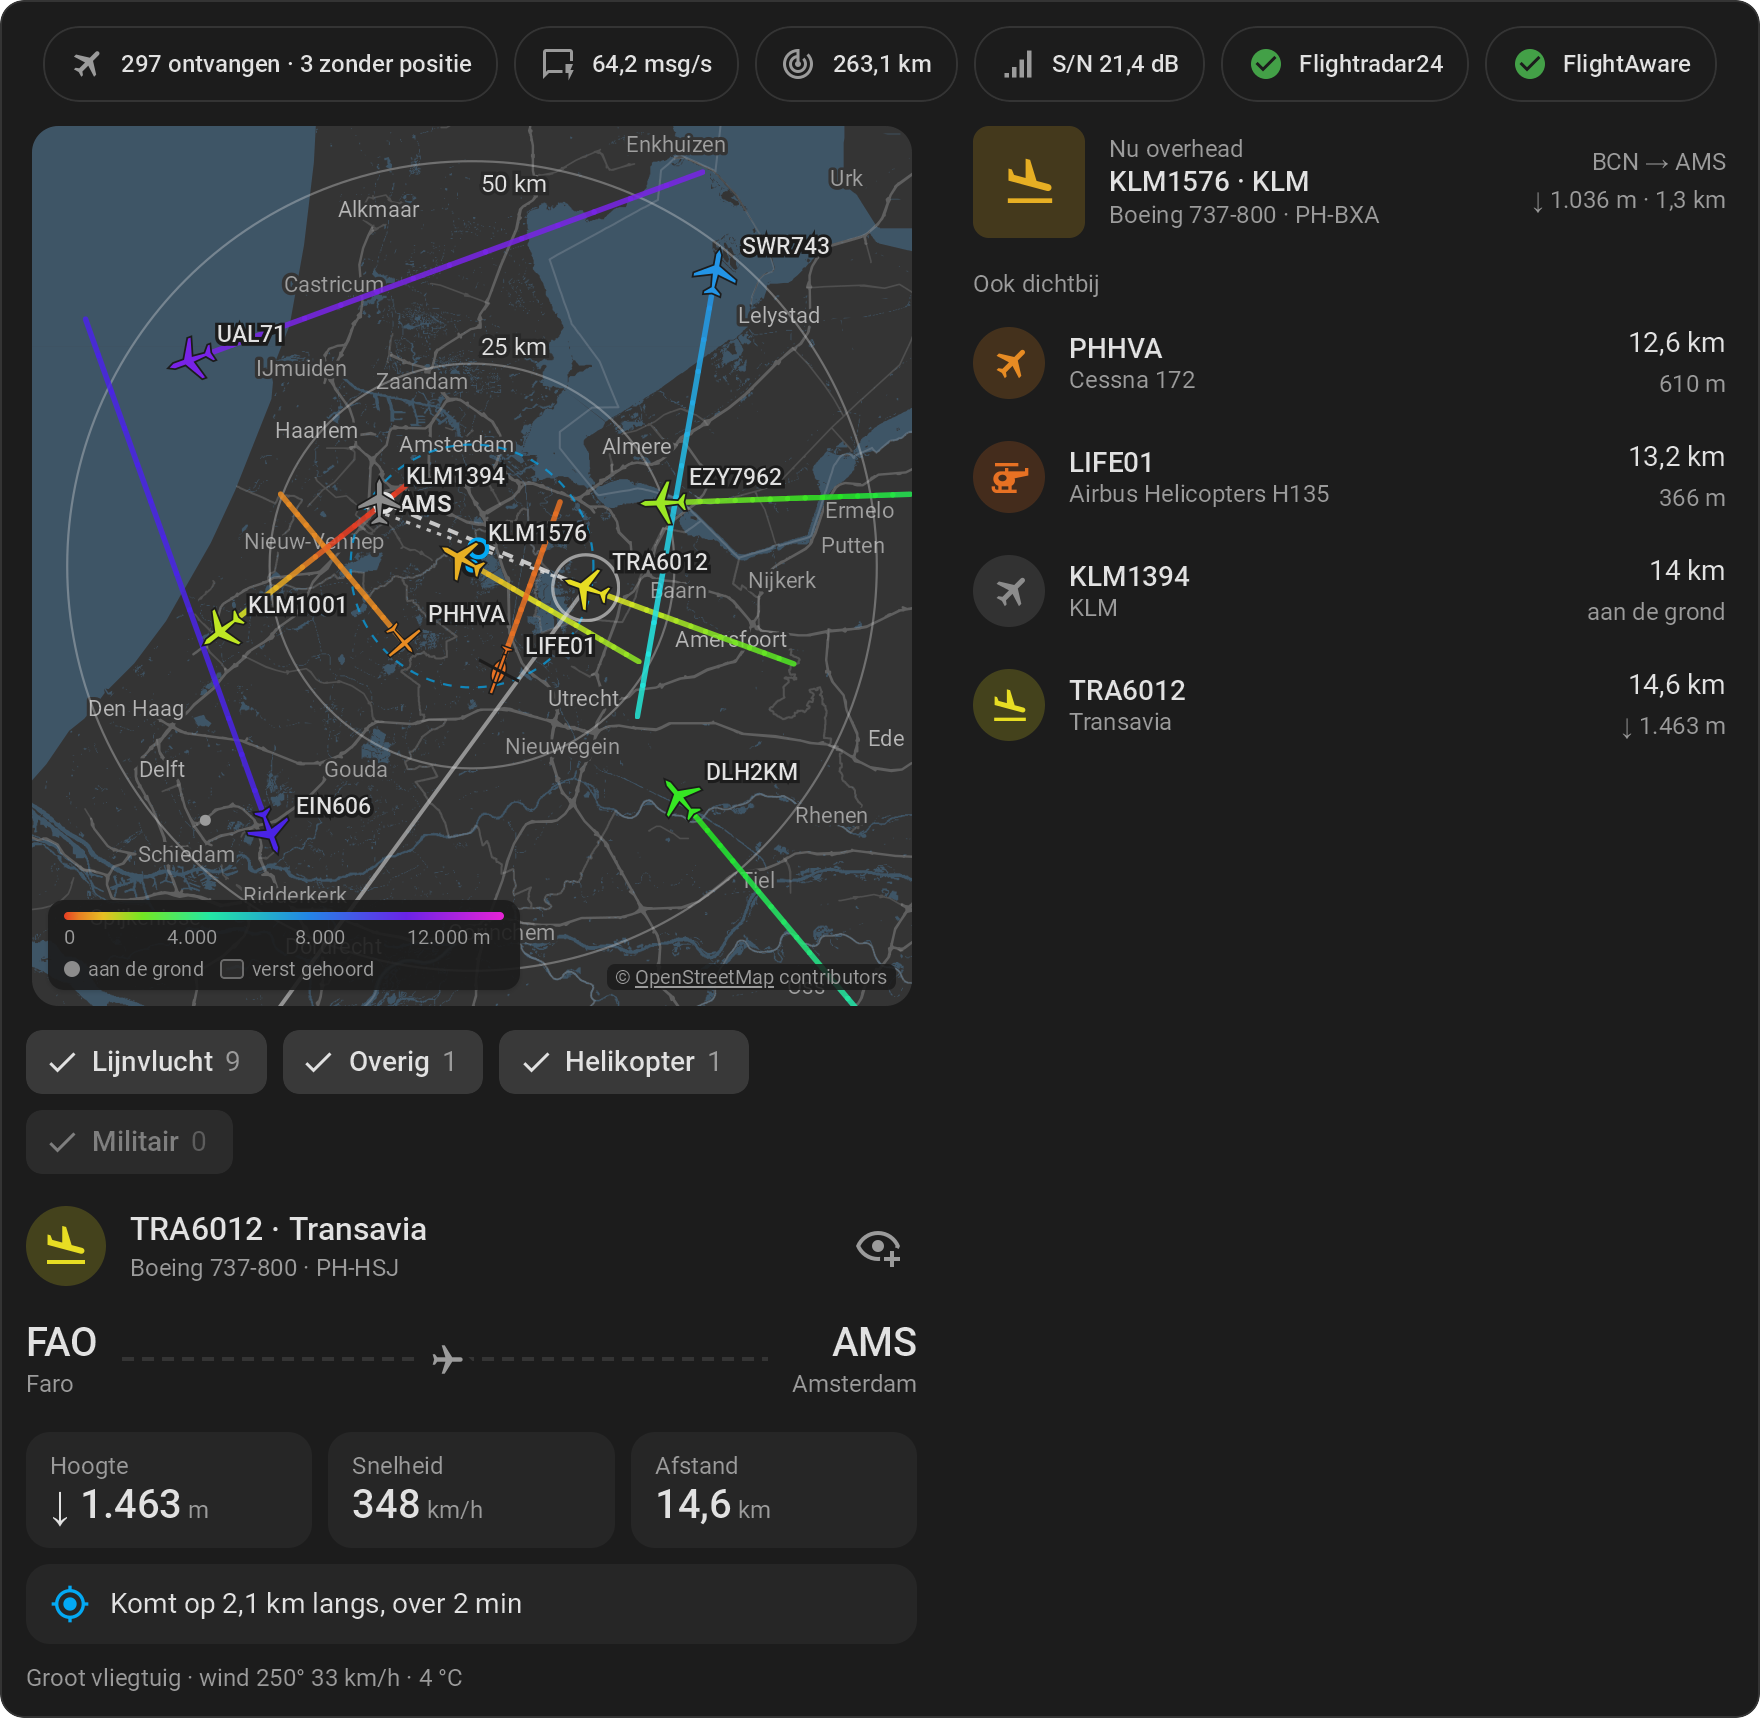 297 ontvangen · 3 zonder positie
64,2 msg/s
263,1 km
S/N 21,4 dB
Flightradar24
FlightAware
Enkhuizen
50 km
Urk
Alkmaar
SWR743
Castricum
Lelystad
UAL71
25 km
IJmuiden
Zaandam
Haarlem
Amsterdam
Almere
KLM1394
EZY7962
AMS
Ermelo
KLM1576
Nieuw-Vennep
Putten
TRA6012
Nijkerk
Baarn
KLM1001
PHHVA
Amersfoort
LIFE01
Utrecht
Den Haag
Ede
Nieuwegein
Delft
Gouda
DLH2KM
EIN606
Rhenen
Schiedam
Tiel
Ridderkerk
0 4.000 8.000 12.000 m
aan de grond
verst gehoord
© OpenStreetMap contributors
Lijnvlucht 9
Overig 1
Helikopter 1
Militair 0
TRA6012 · Transavia
Boeing 737-800 · PH-HSJ
FAO
AMS
Faro
Amsterdam
Hoogte
↓ 1.463 m
Snelheid
348 km/h
Afstand
14,6 km
Komt op 2,1 km langs, over 2 min
Groot vliegtuig · wind 250° 33 km/h · 4 °C
Nu overhead
KLM1576 · KLM
Boeing 737-800 · PH-BXA
BCN → AMS
↓ 1.036 m · 1,3 km
Ook dichtbij
PHHVA
Cessna 172
12,6 km
610 m
LIFE01
Airbus Helicopters H135
13,2 km
366 m
KLM1394
KLM
14 km
aan de grond
TRA6012
Transavia
14,6 km
↓ 1.463 m